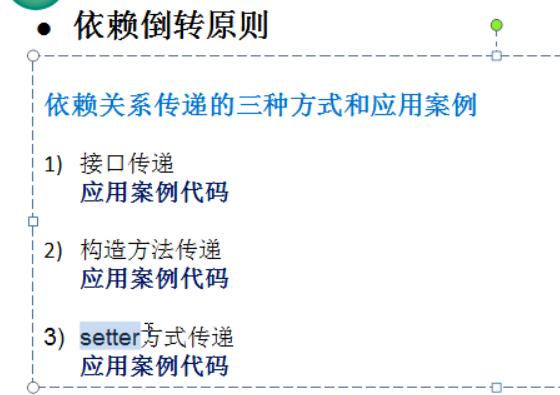 ● 依赖倒转原则
依赖关系传递的三种方式和应用案例
1) 接口传递
应用案例代码
2) 构造方法传递
应用案例代码
3) setter方式传递
应用案例代码